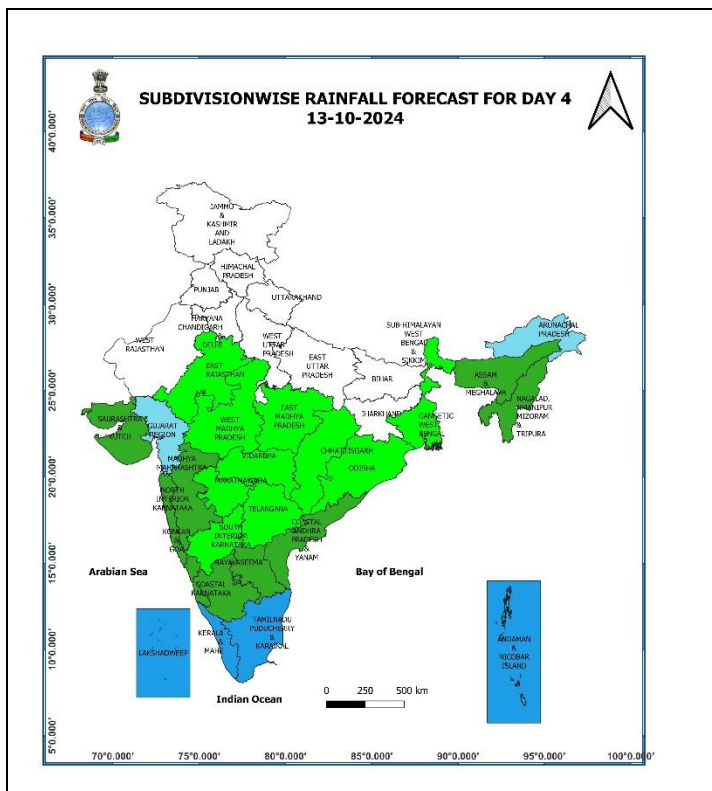 SUBDIVISIONWISE RAINFALL FORECAST FOR DAY 4
13-10-2024
40°0.000'
35°0.000'
30°0.000'
25°0.000'
20°0.000'
15°0.000'
10°0.000'
5°0.000'
JAMMO
&
KASHMIR
AND
LADAKH
HIMACHAL
PRADESH
PUNJAB
UTTARAKHAND
HARYANA
CHANDIGARH
&
DELHI
WEST
RAJASTHAN
WEST
UTTAR
PRADESH
EAST
UTTAR
PRADESH
SUB-HIMALAYAN
WEST
BENGAL
&
SIKKIM
ARUNACHAL
PRADESH
EAST
RAJASTHAN
BIHAR
ASSAM
&
MEGHALAYA
NAGALAD,
MANIPUR
MIZORAM
&
TRIPURA
SAURASHTRA
&
KUTCH
GUJARAT
REGION
WEST
MADHYA
PRADESH
EAST
MADHYA
PRADESH
JHARKHAND
GANGETIC
WEST
BENGAL
MADHYA
MAHARASHTRA
VIDARBHA
CHHATTISGARH
ODISHA
MARATHAWADA
NORTH
INTERIOR
KARNATAKA
TELANGANA
KONKAN
&
GOA
SOUTH
INTERIOR
KARNATAKA
COASTAL
ANDHRA
PRADESH
&
YANAM
RAYALASEEMA
COASTAL
KARNATAKA
Arabian Sea
Bay of Bengal
LAKSHADWEEP
KERALA
&
MAHE
TAMILNADU
PUDUCHERRY
&
KARAIKAL
ANDAMAN
&
NICOBAR
ISLAND
Indian Ocean
0 250 500 km
70°0.000' 75°0.000' 80°0.000' 85°0.000' 90°0.000' 95°0.000' 100°0.000'